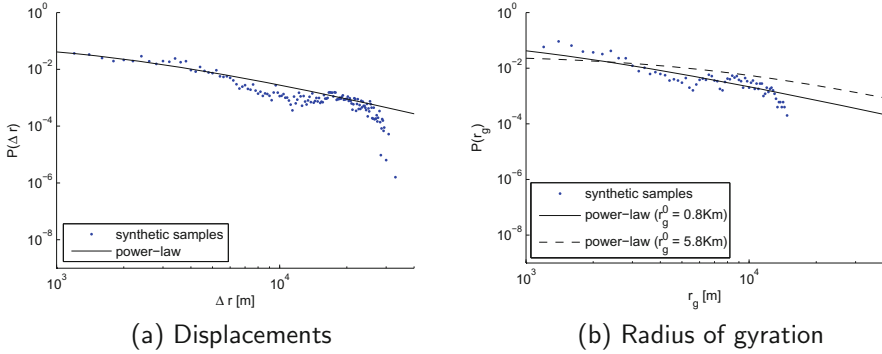 10^0
10^-2
10^-4
10^-6
10^-8
P(Δ r)
synthetic samples
power-law
10^3
10^4
Δ r [m]
(a) Displacements
10^0
10^-2
10^-4
10^-6
10^-8
P(r_g)
synthetic samples
power-law (r_g^0 = 0.8Km)
power-law (r_g^0 = 5.8Km)
10^3
10^4
r_g [m]
(b) Radius of gyration